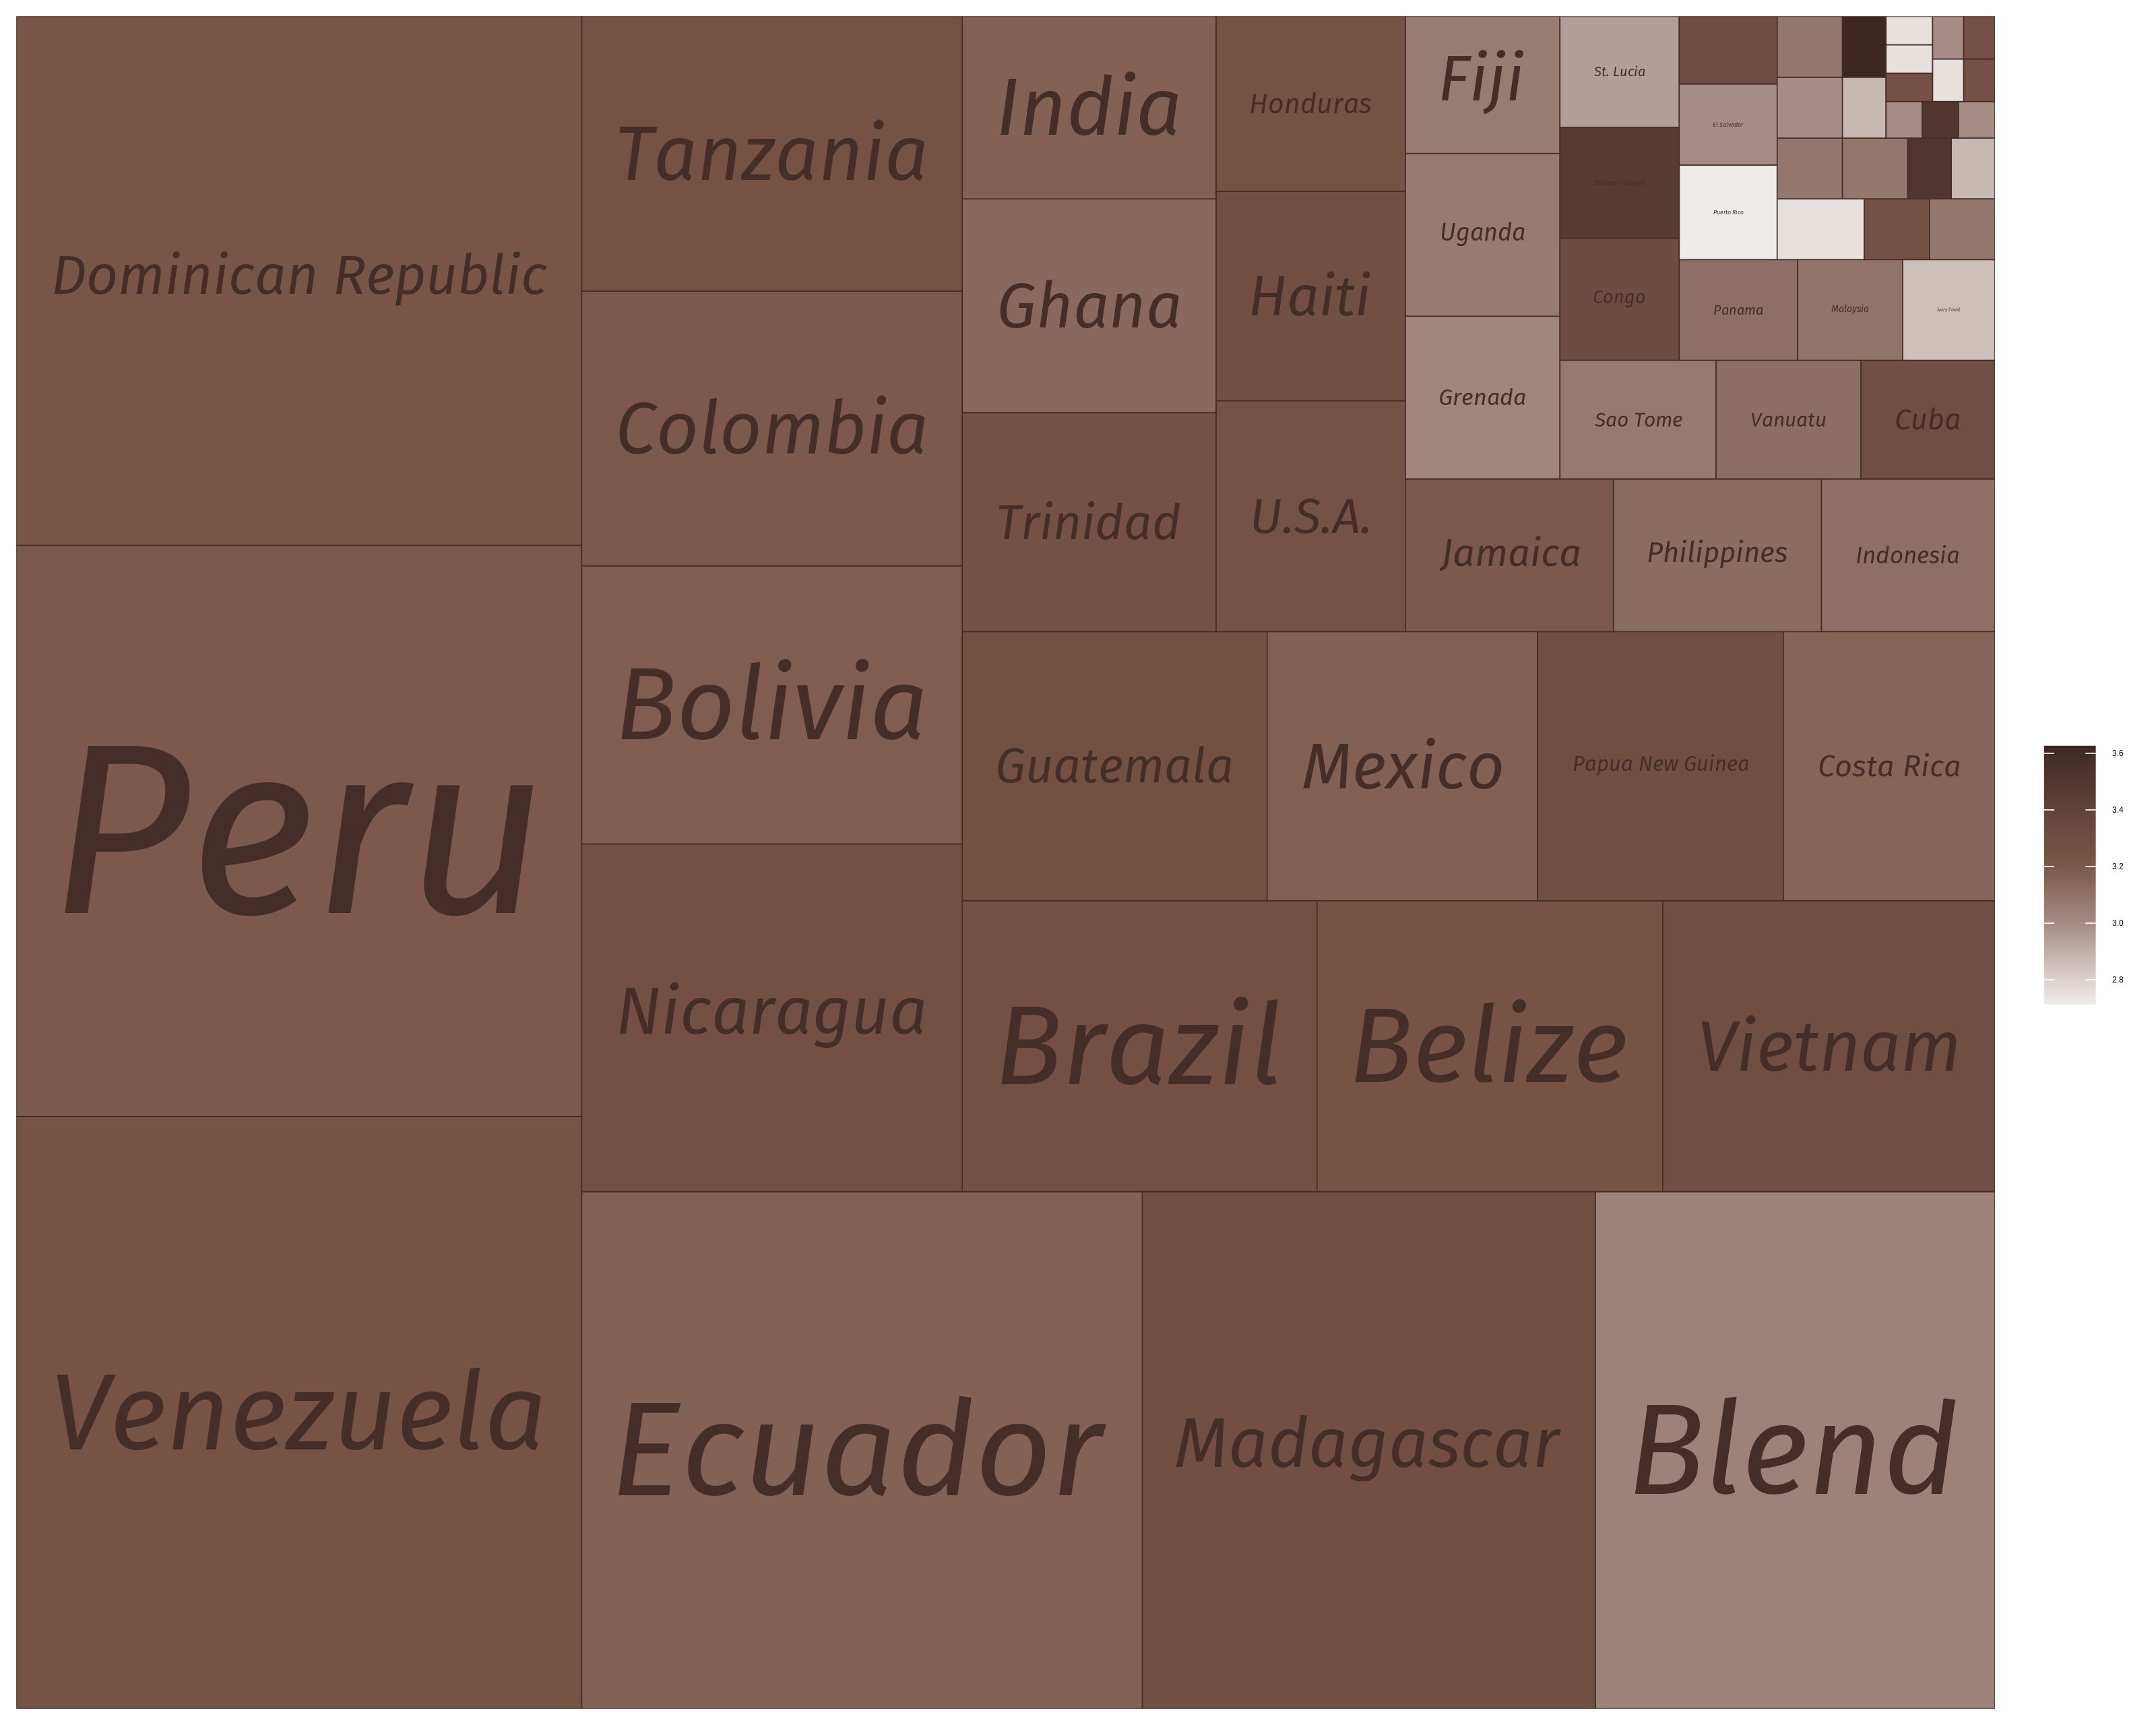 Dominican Republic
Peru
Venezuela
Tanzania
Colombia
Bolivia
Nicaragua
India
Ghana
Trinidad
Honduras
Haiti
U.S.A.
Fiji
Uganda
Grenada
St. Lucia
Congo
El Salvador
Puerto Rico
Panama
Malaysia
Ivory Coast
Sao Tome
Vanuatu
Cuba
Jamaica
Philippines
Indonesia
Guatemala
Mexico
Papua New Guinea
Costa Rica
Brazil
Belize
Vietnam
Ecuador
Madagascar
Blend
3.6
3.4
3.2
3.0
2.8